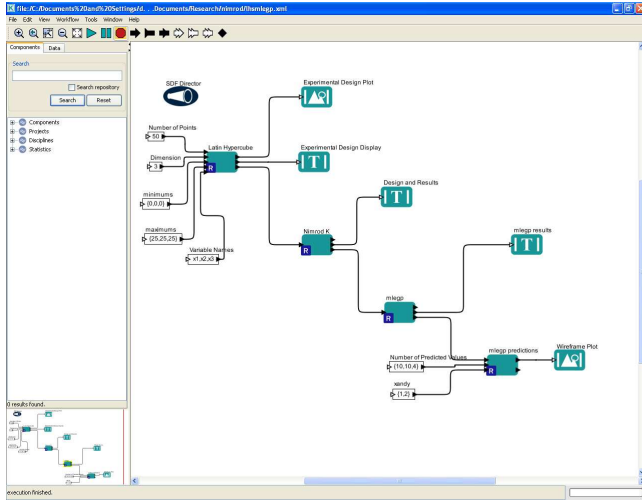 file:/C:/Documents%20and%20Settings/d. . .Documents/Research/nimrod/lhsmlegp.xml
File Edit View Workflow Tools Window Help
Components Data
Search
Search repository
Search Reset
Components
Projects
Disciplines
Statistics
0 results found.
execution finished.
SDF Director
Experimental Design Plot
Number of Points
50
Latin Hypercube
Experimental Design Display
T
Dimension
3
R
Design and Results
T
minimums
{0,0,0}
maximums
{25,25,25}
Variable Names
x1,x2,x3
Nimrod K
R
mlegp results
T
mlegp
R
Number of Predicted Values
{10,10,4}
mlegp predictions
R
Wireframe Plot
xandy
{1,2}